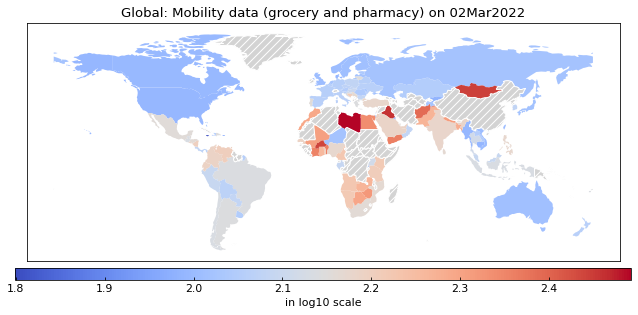 Global: Mobility data (grocery and pharmacy) on 02Mar2022
1.8 1.9 2.0 2.1 2.2 2.3 2.4
in log10 scale